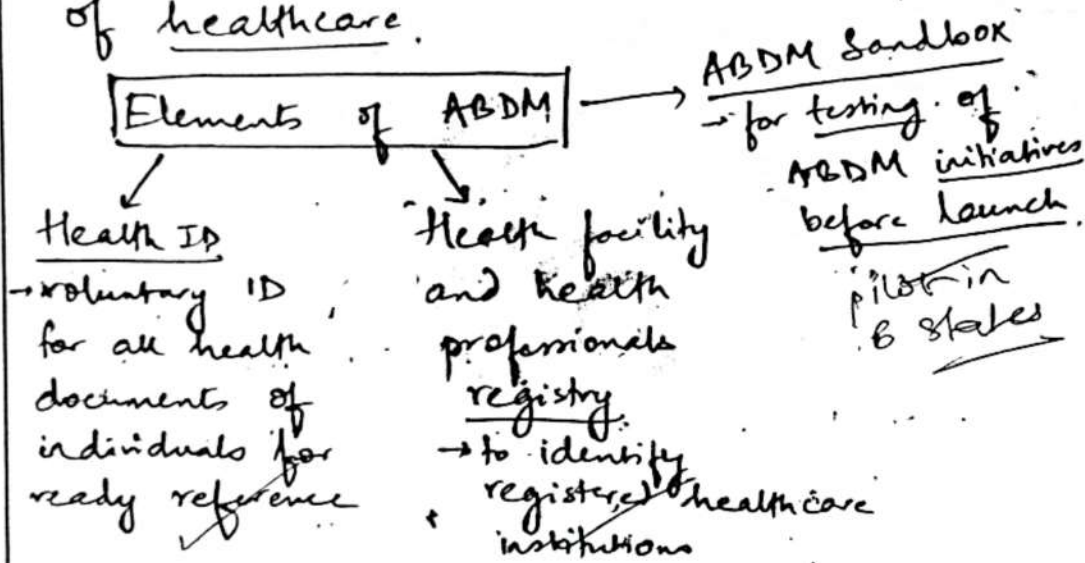 of healthcare.
Elements of ABDM
→ ABDM Sandbox
→ for testing of
ABDM initiatives
before launch.
pilot in
6 states
Health ID
→ voluntary ID
for all health
documents of
individuals for
ready reference
Health facility
and health
professionals
registry.
→ to identify
registered healthcare
institutions